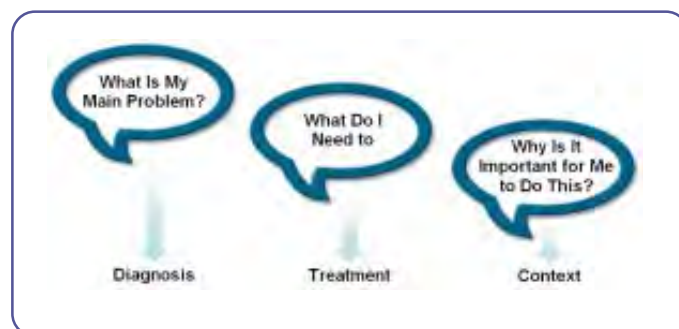 What Is My
Main Problem?
What Do I
Need to
Why Is It
Important for Me
to Do This?
Diagnosis
Treatment
Context